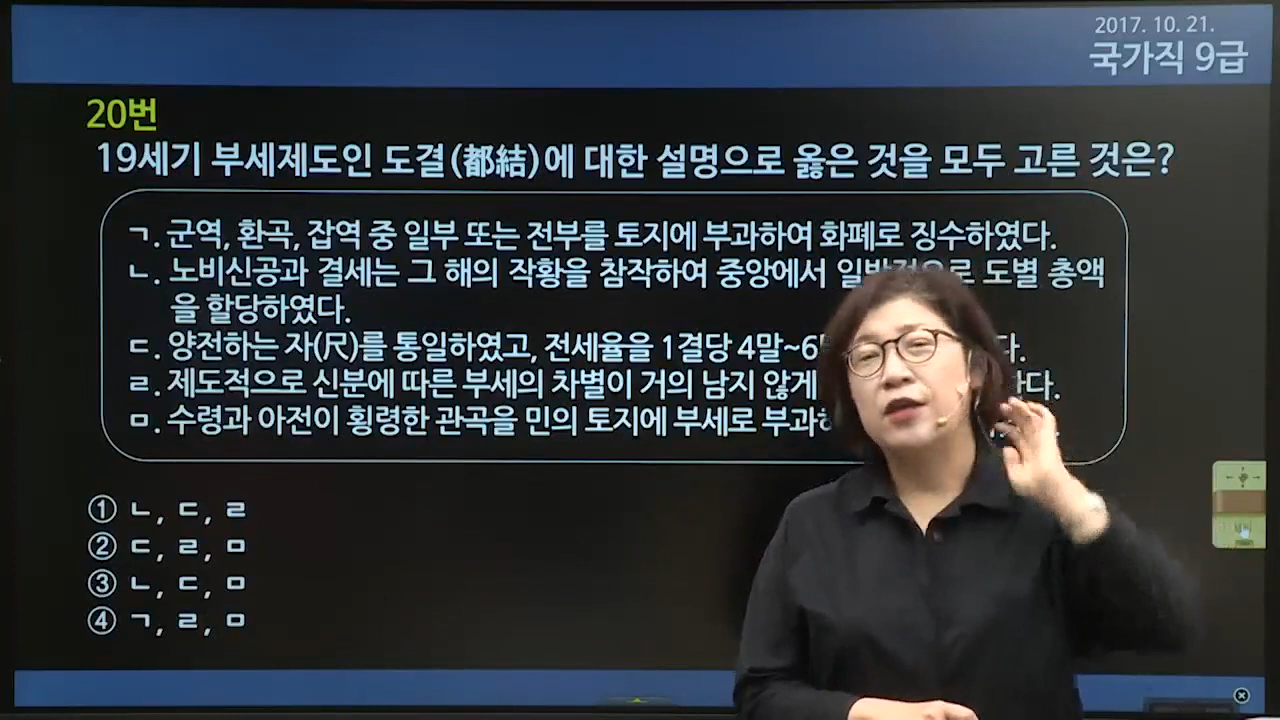 2017. 10. 21.
국가직 9급
20번
19세기 부세제도인 도결(都結)에 대한 설명으로 옳은 것을 모두 고른 것은?
ㄱ. 군역, 환곡, 잡역 중 일부 또는 전부를 토지에 부과하여 화폐로 징수하였다.
ㄴ. 노비신공과 결세는 그 해의 작황을 참작하여 중앙에서 일반적으로 도별 총액
을 할당하였다.
ㄷ. 양전하는 자(尺)를 통일하였고, 전세율을 1결당 4말~6
ㄹ. 제도적으로 신분에 따른 부세의 차별이 거의 남지 않게
ㅁ. 수령과 아전이 횡령한 관곡을 민의 토지에 부세로
① ㄴ, ㄷ, ㄹ
② ㄷ, ㄹ, ㅁ
③ ㄴ, ㄷ, ㅁ
④ ㄱ, ㄹ, ㅁ